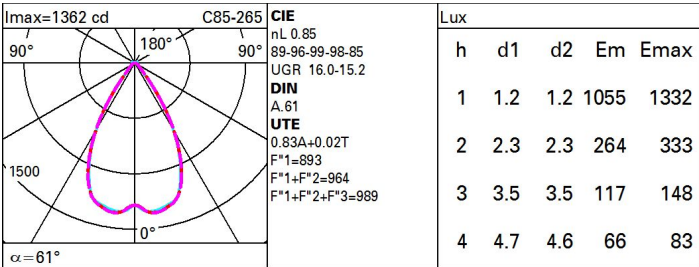 Imax=1362 cd C85-265
90° 180° 90°
1500
0°
α=61°
CIE
nL 0.85
89-96-99-98-85
UGR 16.0-15.2
DIN
A.61
UTE
0.83A+0.02T
F"1=893
F"1+F"2=964
F"1+F"2+F"3=989
Lux
h d1 d2 Em Emax
1 1.2 1.2 1055 1332
2 2.3 2.3 264 333
3 3.5 3.5 117 148
4 4.7 4.6 66 83